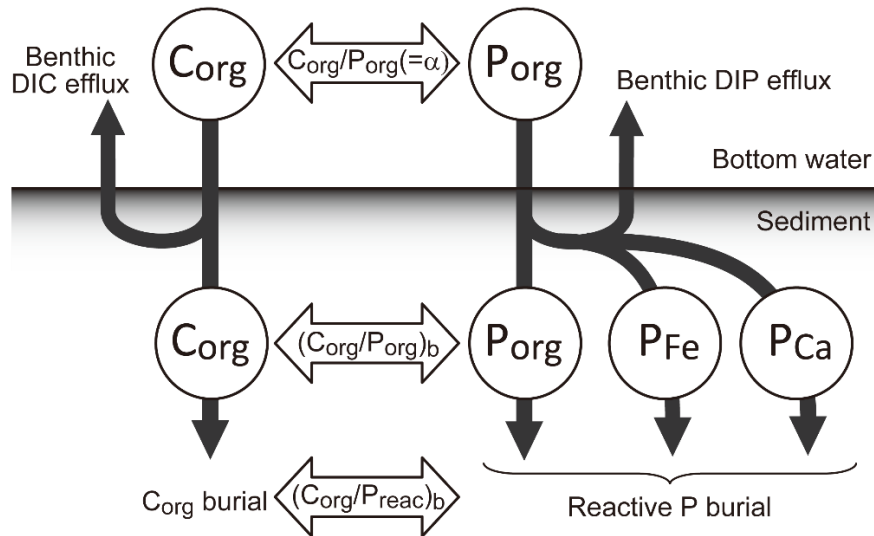 Benthic
DIC efflux
Corg
Corg/Porg(=α)
Porg
Benthic DIP efflux
Bottom water
Sediment
Corg
(Corg/Porg)b
Porg
PFe
PCa
Corg burial
(Corg/Preac)b
Reactive P burial